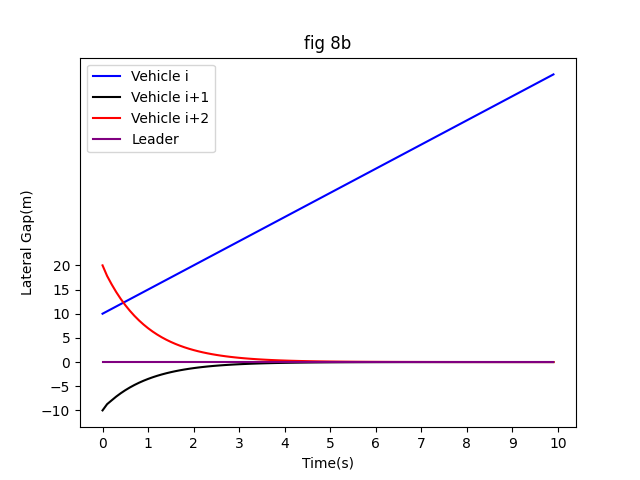 fig 8b
Vehicle i
Vehicle i+1
Vehicle i+2
Leader
Lateral Gap(m)
20
15
10
5
0
−5
−10
0 1 2 3 4 5 6 7 8 9 10
Time(s)